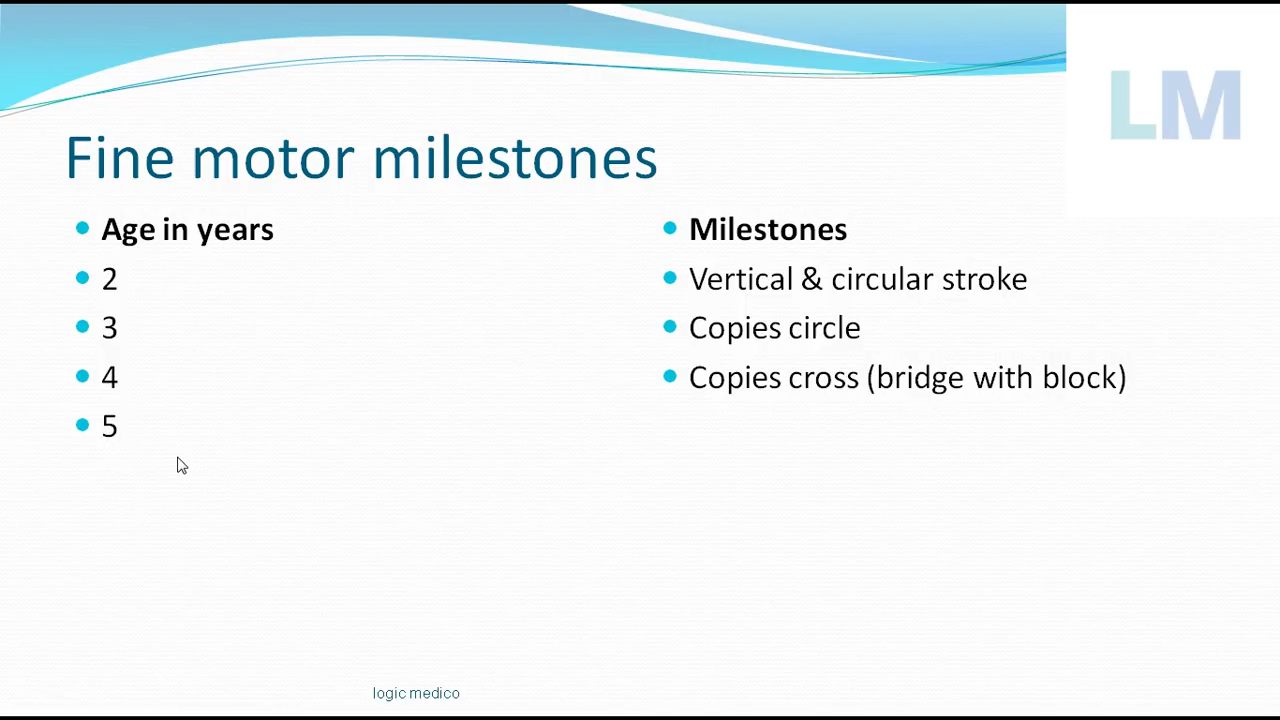 LM
Fine motor milestones
Age in years
2
3
4
5
Milestones
Vertical & circular stroke
Copies circle
Copies cross (bridge with block)
logic medico